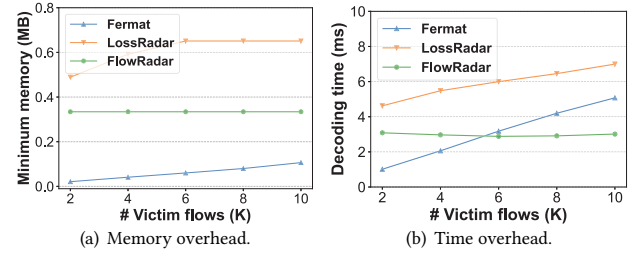 Minimum memory (MB)
0.8
0.6
0.4
0.2
0.0
Fermat
LossRadar
FlowRadar
2 4 6 8 10
# Victim flows (K)
(a) Memory overhead.
Decoding time (ms)
10
8
6
4
2
0
Fermat
LossRadar
FlowRadar
2 4 6 8 10
# Victim flows (K)
(b) Time overhead.